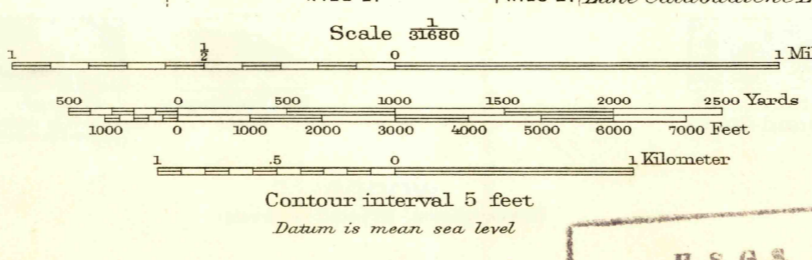 Scale 1/31680
1 ½ 0 1
500 0 500 1000 1500 2000 2500 Yards
1000 0 1000 2000 3000 4000 5000 6000 7000 Feet
1 .5 0 1 Kilometer
Contour interval 5 feet
Datum is mean sea level
U.S.G.S.